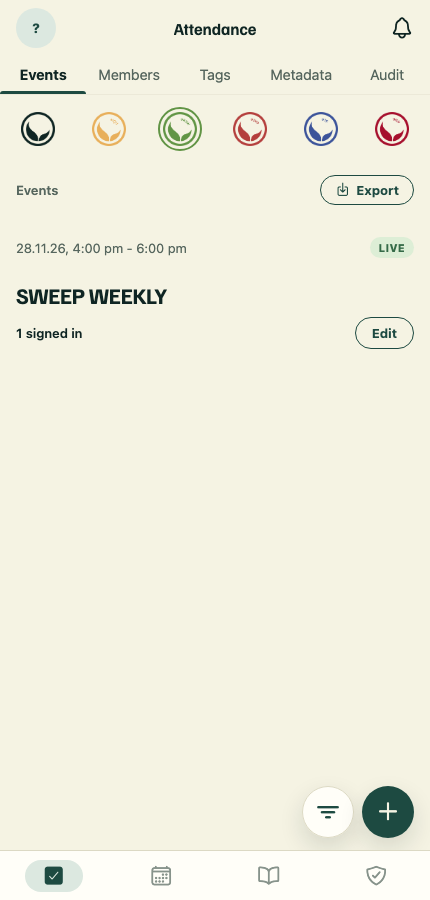 ?
Attendance
Events
Members
Tags
Metadata
Audit
Events
Export
28.11.26, 4:00 pm - 6:00 pm
LIVE
SWEEP WEEKLY
1 signed in
Edit